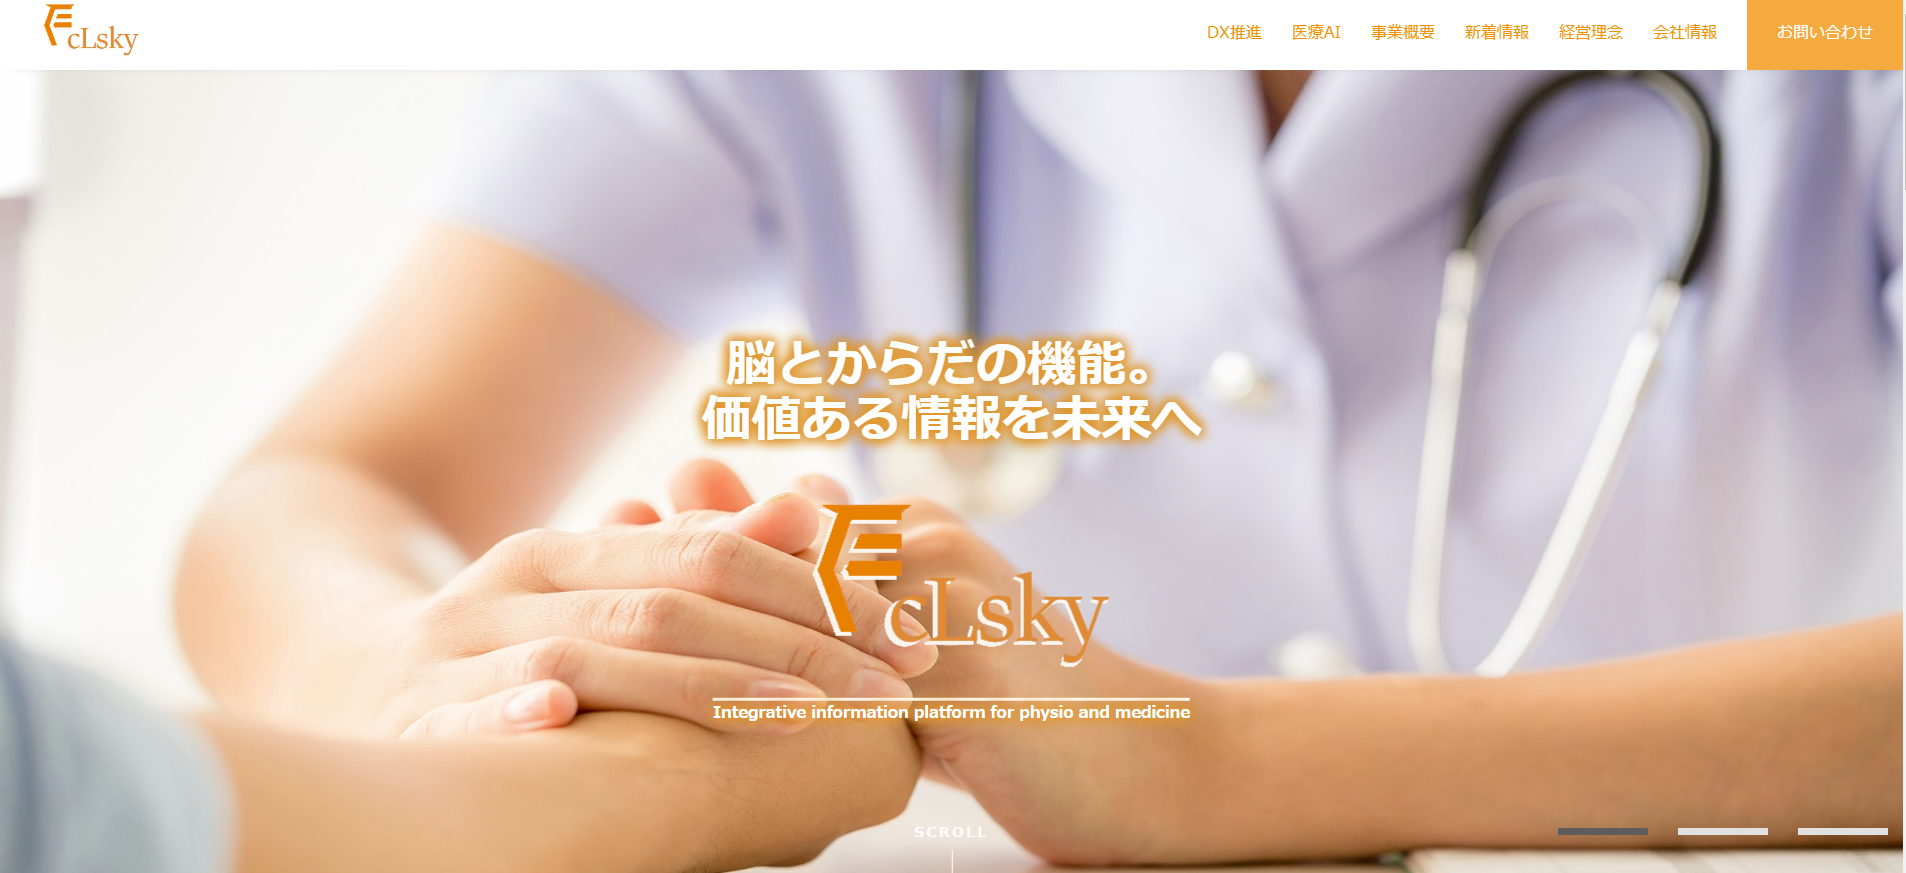 cLsky
DX推進
医療AI
事業概要
新着情報
経営理念
会社情報
お問い合わせ
脳とからだの機能。
価値ある情報を未来へ
cLsky
Integrative information platform for physio and medicine
SCROLL